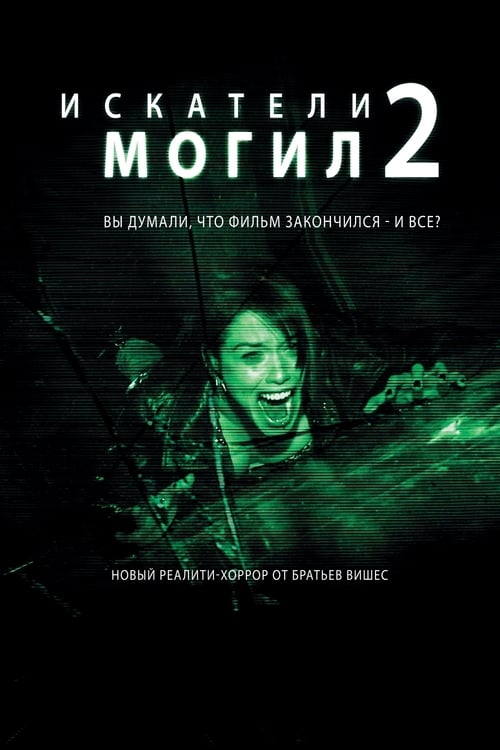 ИСКАТЕЛИ
МОГИЛ 2
ВЫ ДУМАЛИ, ЧТО ФИЛЬМ ЗАКОНЧИЛСЯ - И ВСЕ?
НОВЫЙ РЕАЛИТИ-ХОРРОР ОТ БРАТЬЕВ ВИШЕС